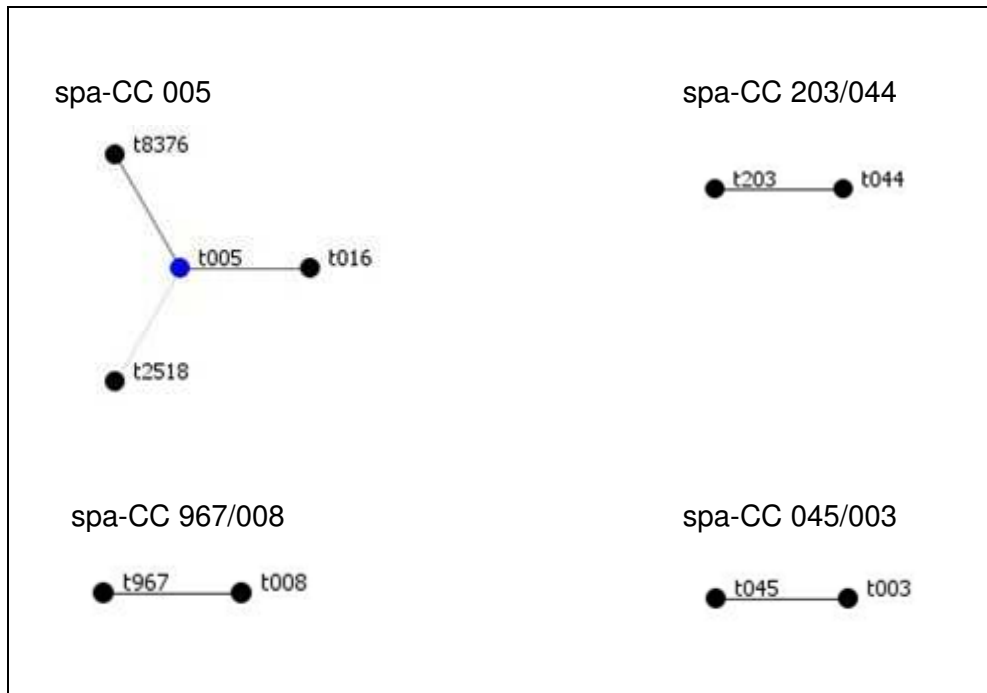 spa-CC 005
t8376
t005
t016
t2518
spa-CC 203/044
t203
t044
spa-CC 967/008
t967
t008
spa-CC 045/003
t045
t003